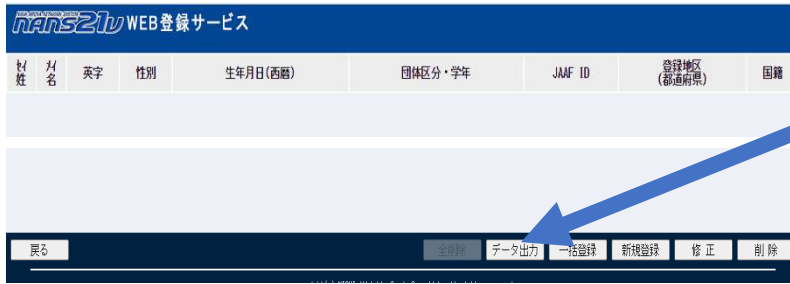 nans21v WEB登録サービス
ｾｲ 姓 ﾒｲ 名 英字 性別 生年月日(西暦) 団体区分・学年 JAAF ID 登録地区 (都道府県) 国籍
戻る 全削除 データ出力 一括登録 新規登録 修正 削除